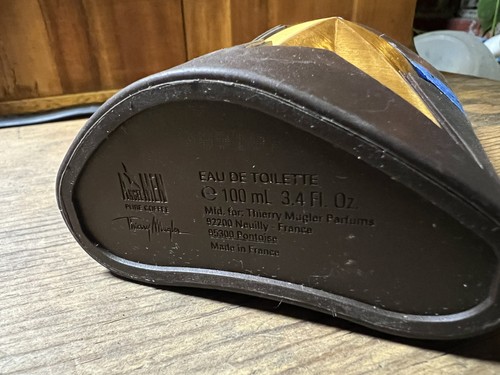 A*MEN
PURE COFFEE
Thierry Mugler
EAU DE TOILETTE
℮ 100 mL 3.4 Fl. Oz.
Mfd. for: Thierry Mugler Parfums
92200 Neuilly - France
95300 Pontoise
Made in France